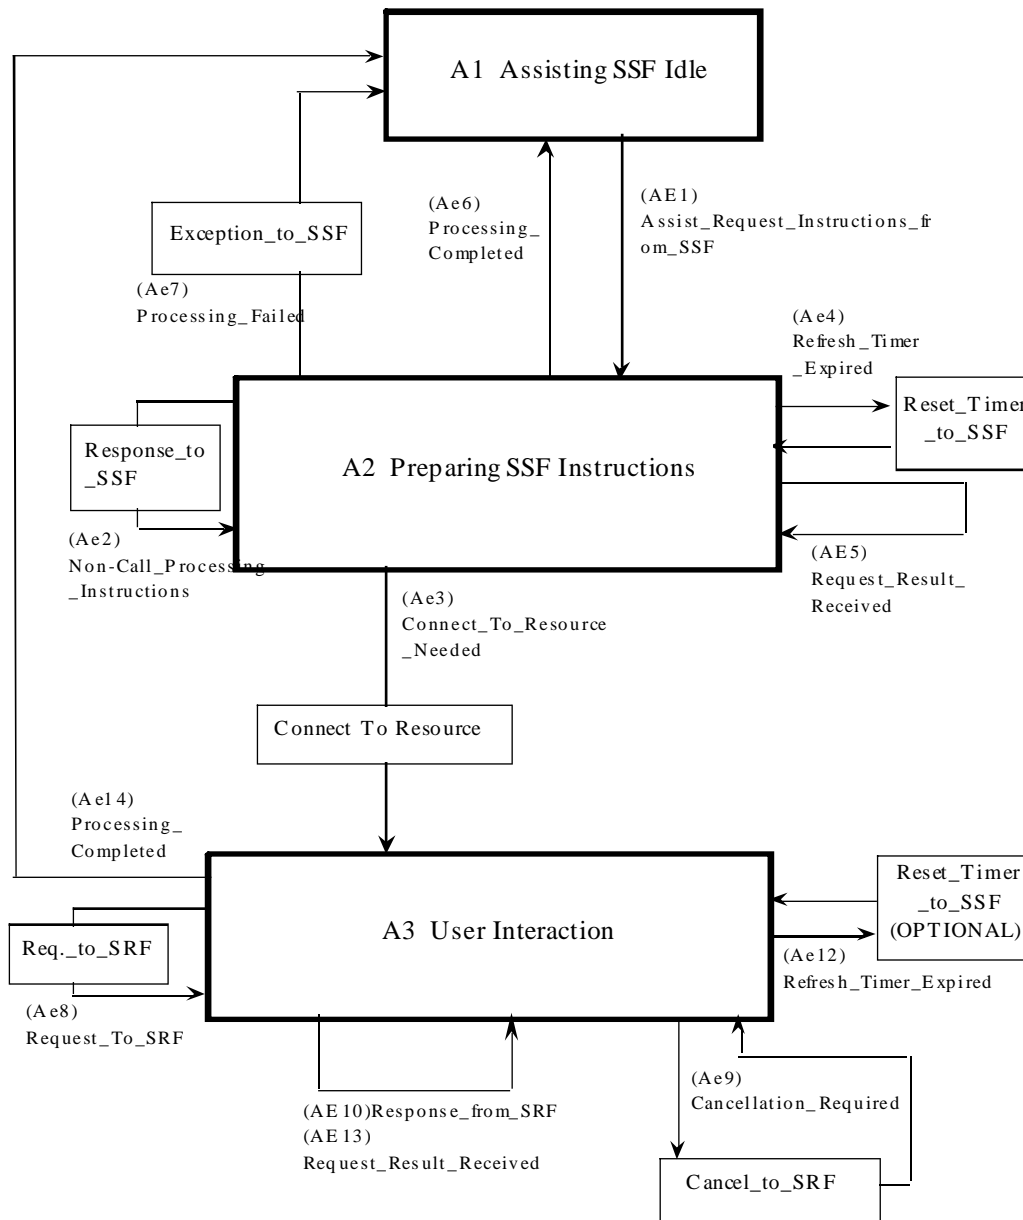 A1 Assisting SSF Idle
(Ae6)
Processing_
Completed
(AE1)
Assist_Request_Instructions_fr
om_SSF
Exception_to_SSF
(Ae7)
Processing_Failed
(Ae4)
Refresh_Timer
_Expired
Reset_Timer
_to_SSF
Response_to
_SSF
A2 Preparing SSF Instructions
(Ae2)
Non-Call_Processing
_Instructions
(AE5)
Request_Result_
Received
(Ae3)
Connect_To_Resource
_Needed
Connect To Resource
(Ae14)
Processing_
Completed
Reset_Timer
_to_SSF
(OPTIONAL)
A3 User Interaction
Req._to_SRF
(Ae12)
Refresh_Timer_Expired
(Ae8)
Request_To_SRF
(Ae9)
Cancellation_Required
(AE10)Response_from_SRF
(AE13)
Request_Result_Received
Cancel_to_SRF